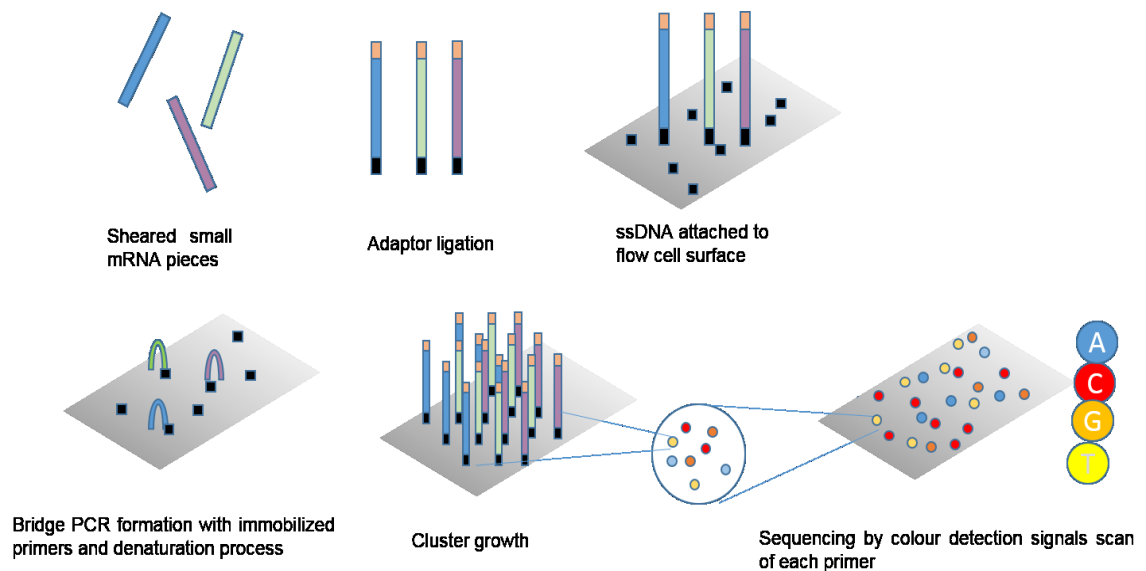 Sheared small
mRNA pieces
Adaptor ligation
ssDNA attached to
flow cell surface
Bridge PCR formation with immobilized
primers and denaturation process
Cluster growth
Sequencing by colour detection signals scan
of each primer
A
C
G
T